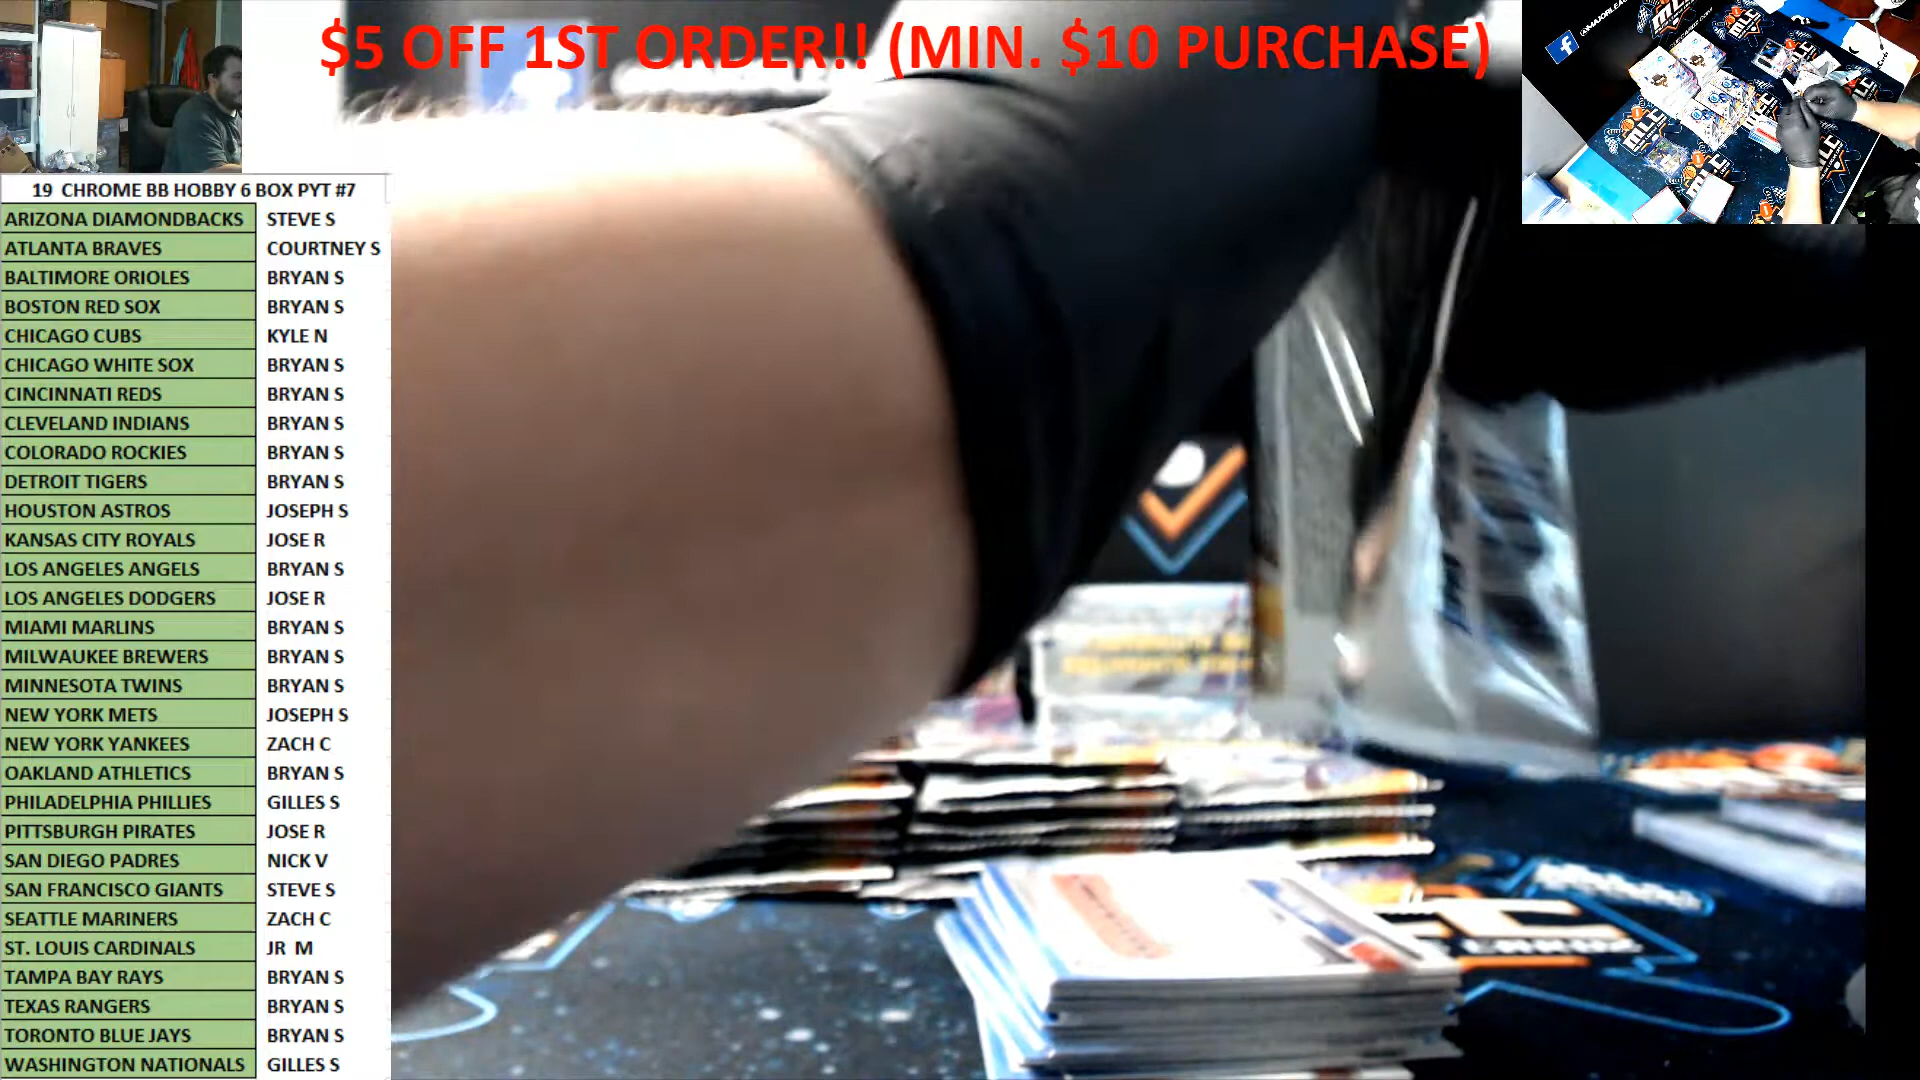 $5 OFF 1ST ORDER!! (MIN. $10 PURCHASE)
19 CHROME BB HOBBY 6 BOX PYT #7
ARIZONA DIAMONDBACKS STEVE S
ATLANTA BRAVES COURTNEY S
BALTIMORE ORIOLES BRYAN S
BOSTON RED SOX BRYAN S
CHICAGO CUBS KYLE N
CHICAGO WHITE SOX BRYAN S
CINCINNATI REDS BRYAN S
CLEVELAND INDIANS BRYAN S
COLORADO ROCKIES BRYAN S
DETROIT TIGERS BRYAN S
HOUSTON ASTROS JOSEPH S
KANSAS CITY ROYALS JOSE R
LOS ANGELES ANGELS BRYAN S
LOS ANGELES DODGERS JOSE R
MIAMI MARLINS BRYAN S
MILWAUKEE BREWERS BRYAN S
MINNESOTA TWINS BRYAN S
NEW YORK METS JOSEPH S
NEW YORK YANKEES ZACH C
OAKLAND ATHLETICS BRYAN S
PHILADELPHIA PHILLIES GILLES S
PITTSBURGH PIRATES JOSE R
SAN DIEGO PADRES NICK V
SAN FRANCISCO GIANTS STEVE S
SEATTLE MARINERS ZACH C
ST. LOUIS CARDINALS JR M
TAMPA BAY RAYS BRYAN S
TEXAS RANGERS BRYAN S
TORONTO BLUE JAYS BRYAN S
WASHINGTON NATIONALS GILLES S
MLC